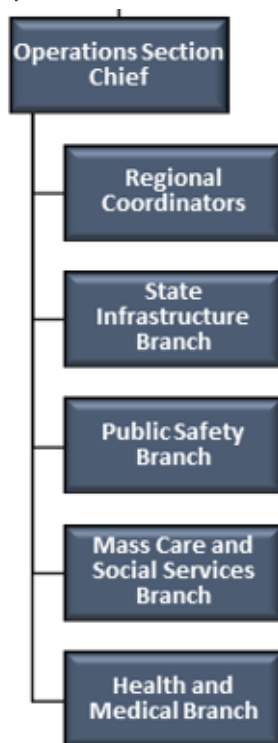 Operations Section
Chief
Regional
Coordinators
State
Infrastructure
Branch
Public Safety
Branch
Mass Care and
Social Services
Branch
Health and
Medical Branch